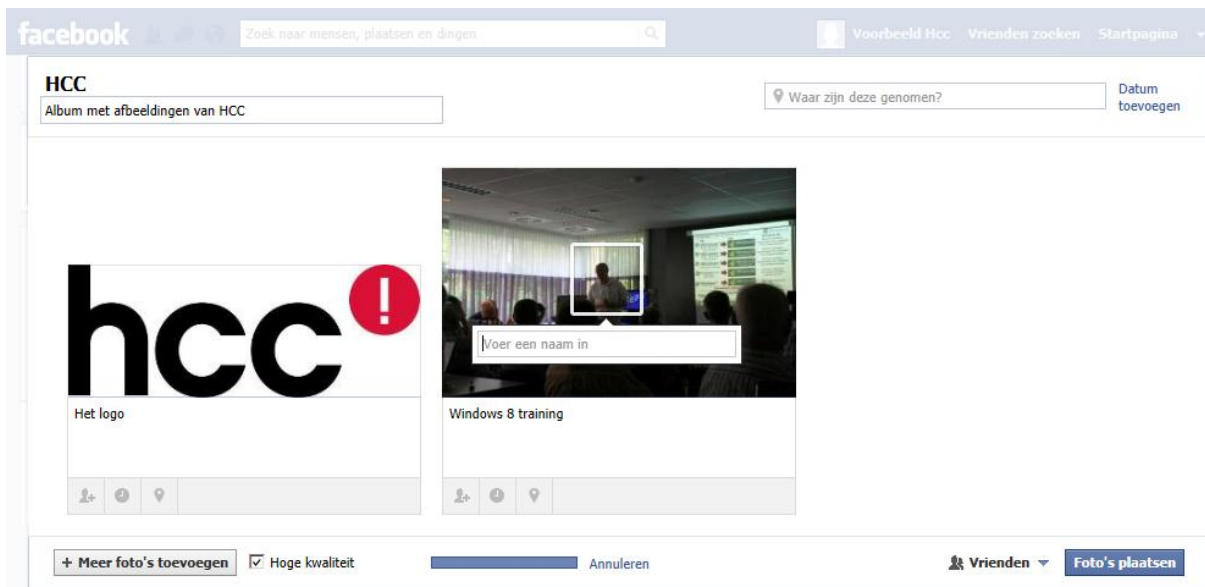 facebook
Zoek naar mensen, plaatsen en dingen
Voorbeeld Hcc Vrienden zoeken Startpagina
HCC
Album met afbeeldingen van HCC
Waar zijn deze genomen?
Datum
toevoegen
hcc!
Voer een naam in
Het logo
Windows 8 training
+ Meer foto's toevoegen
Hoge kwaliteit
Annuleren
Vrienden
Foto's plaatsen